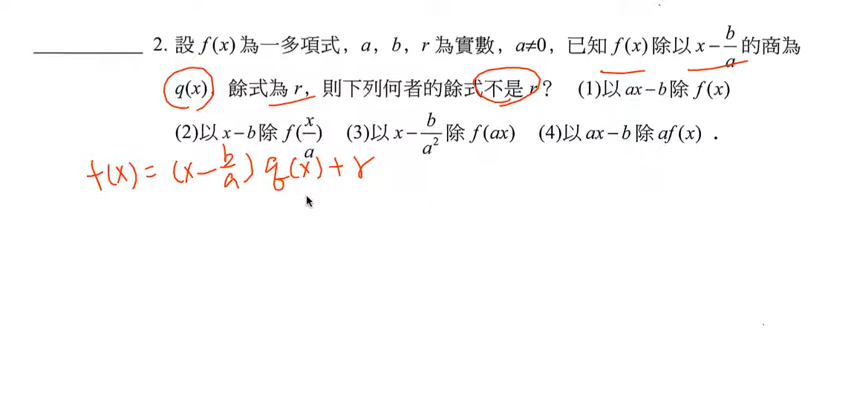 2. 設 f(x) 為一多項式，a，b，r 為實數，a≠0，已知 f(x) 除以 x－b/a 的商為
q(x)，餘式為 r，則下列何者的餘式不是 r？ (1)以 ax－b 除 f(x)
(2)以 x－b 除 f(x/a) (3)以 x－b/a² 除 f(ax) (4)以 ax－b 除 af(x)．
f(x) = (x－b/a) q(x) + r